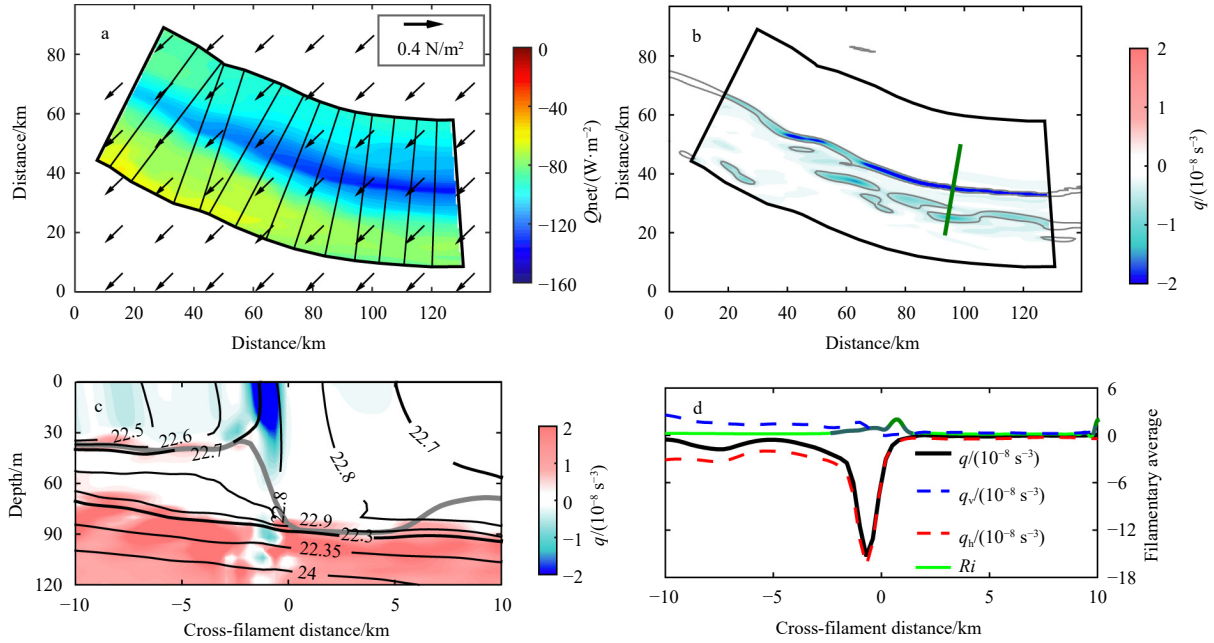 a
0.4 N/m²
Distance/km
80
60
40
20
0
0 20 40 60 80 100 120
Distance/km
0
−40
−80
−120
−160
Qnet/(W·m⁻²)
b
Distance/km
80
60
40
20
0
0 20 40 60 80 100 120
Distance/km
2
1
0
−1
−2
q/(10⁻⁸ s⁻³)
c
Depth/m
0
30
60
90
120
22.5
22.6
22.7
22.8
22.8
22.7
22.9
22.3
22.35
24
−10 −5 0 5 10
Cross-filament distance/km
2
1
0
−1
−2
q/(10⁻⁸ s⁻³)
d
6
0
−6
−12
−18
Filamentary average
q/(10⁻⁸ s⁻³)
qᵥ/(10⁻⁸ s⁻³)
qₕ/(10⁻⁸ s⁻³)
Ri
−10 −5 0 5 10
Cross-filament distance/km